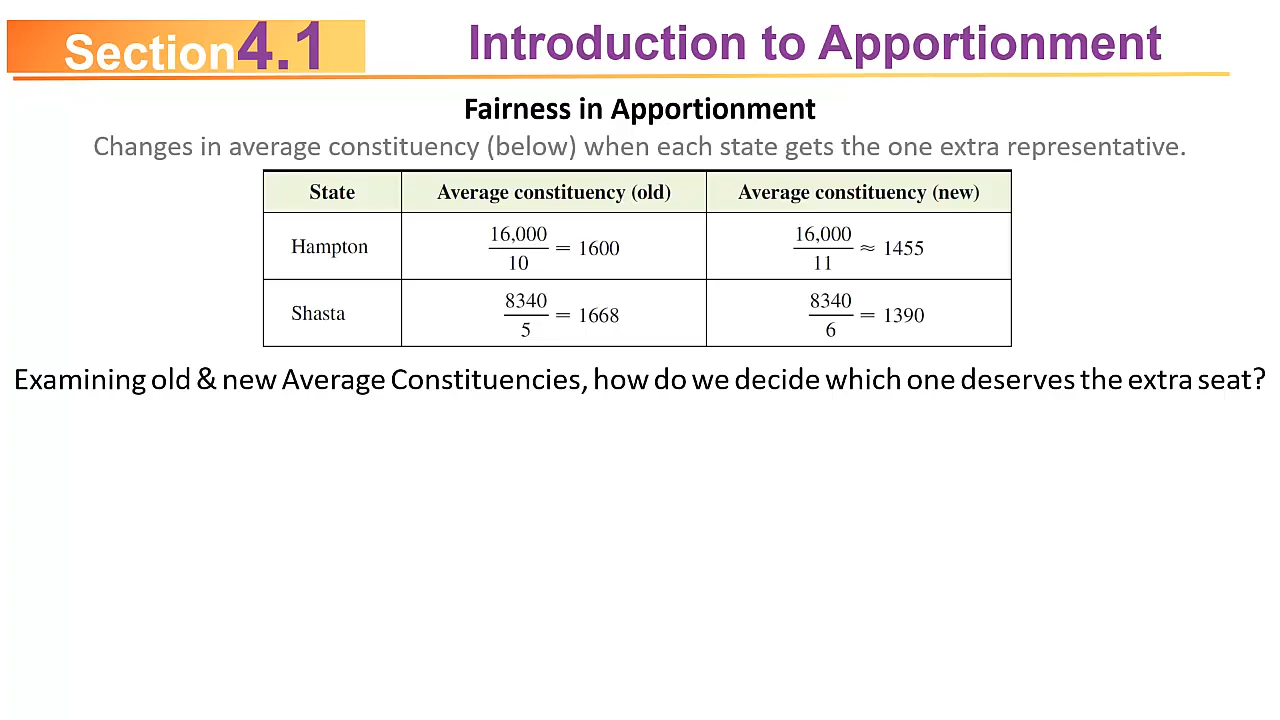 Section 4.1
Introduction to Apportionment
Fairness in Apportionment
Changes in average constituency (below) when each state gets the one extra representative.
State Average constituency (old) Average constituency (new)
Hampton 16,000/10 = 1600 16,000/11 ≈ 1455
Shasta 8340/5 = 1668 8340/6 = 1390
Examining old & new Average Constituencies, how do we decide which one deserves the extra seat?